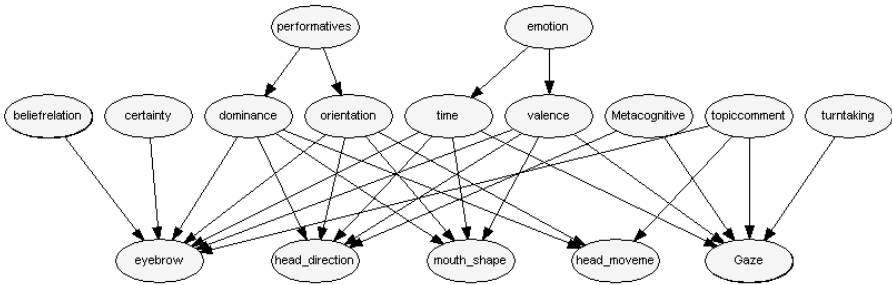 performatives
emotion
beliefrelation
certainty
dominance
orientation
time
valence
Metacognitive
topiccomment
turntaking
eyebrow
head_direction
mouth_shape
head_moveme
Gaze